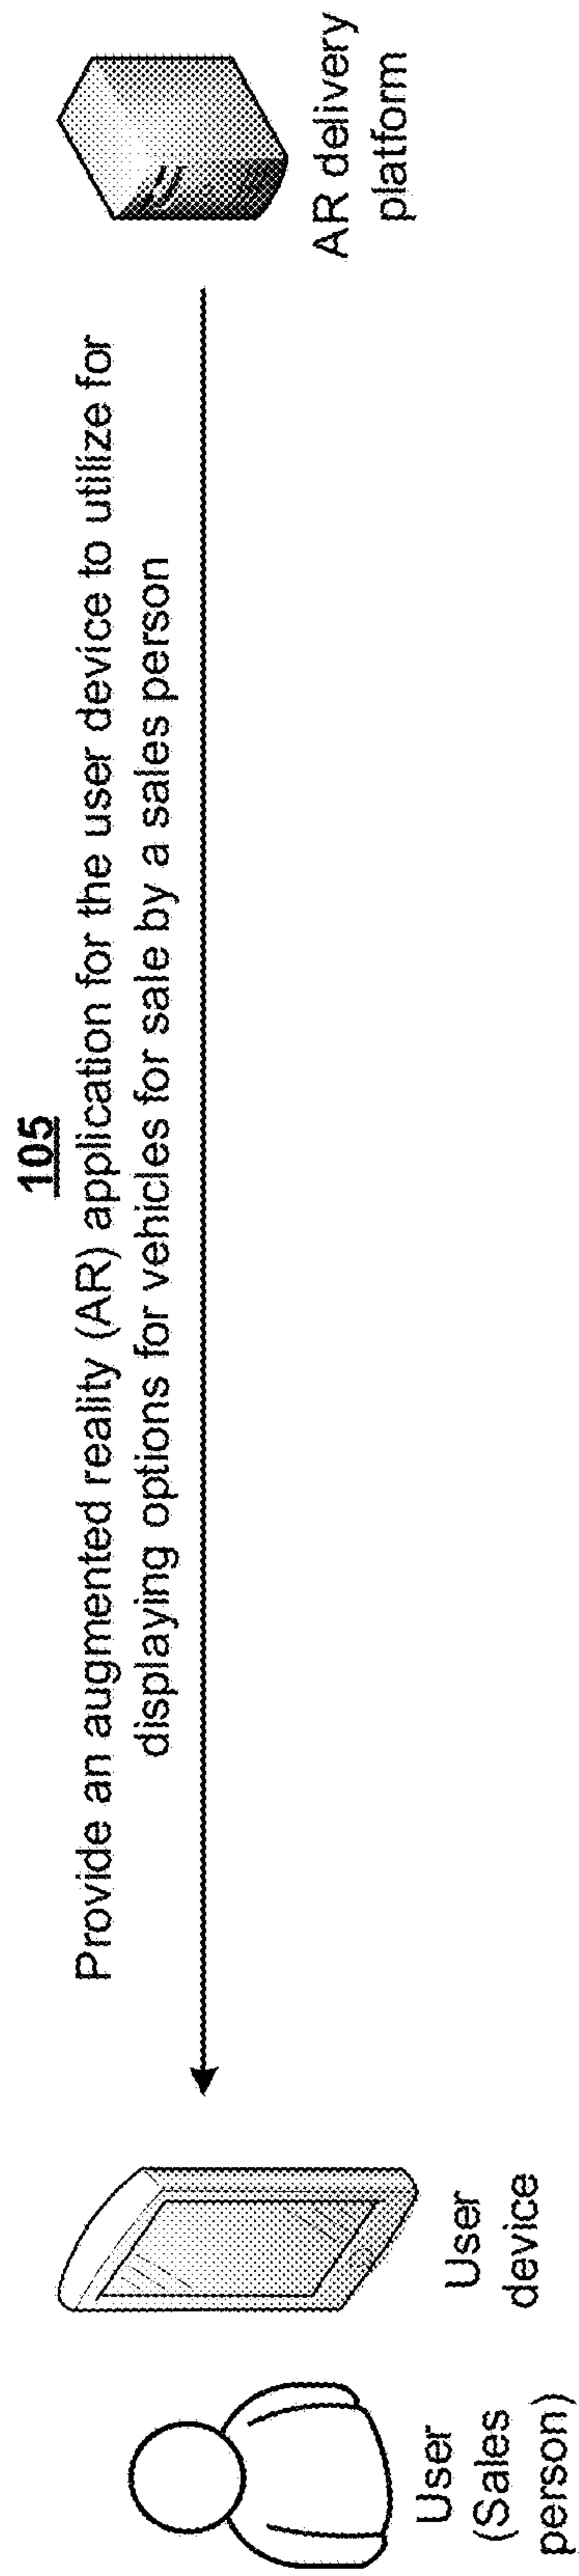 105
Provide an augmented reality (AR) application for the user device to utilize for
displaying options for vehicles for sale by a sales person
User
(Sales
person)
User
device
AR delivery
platform